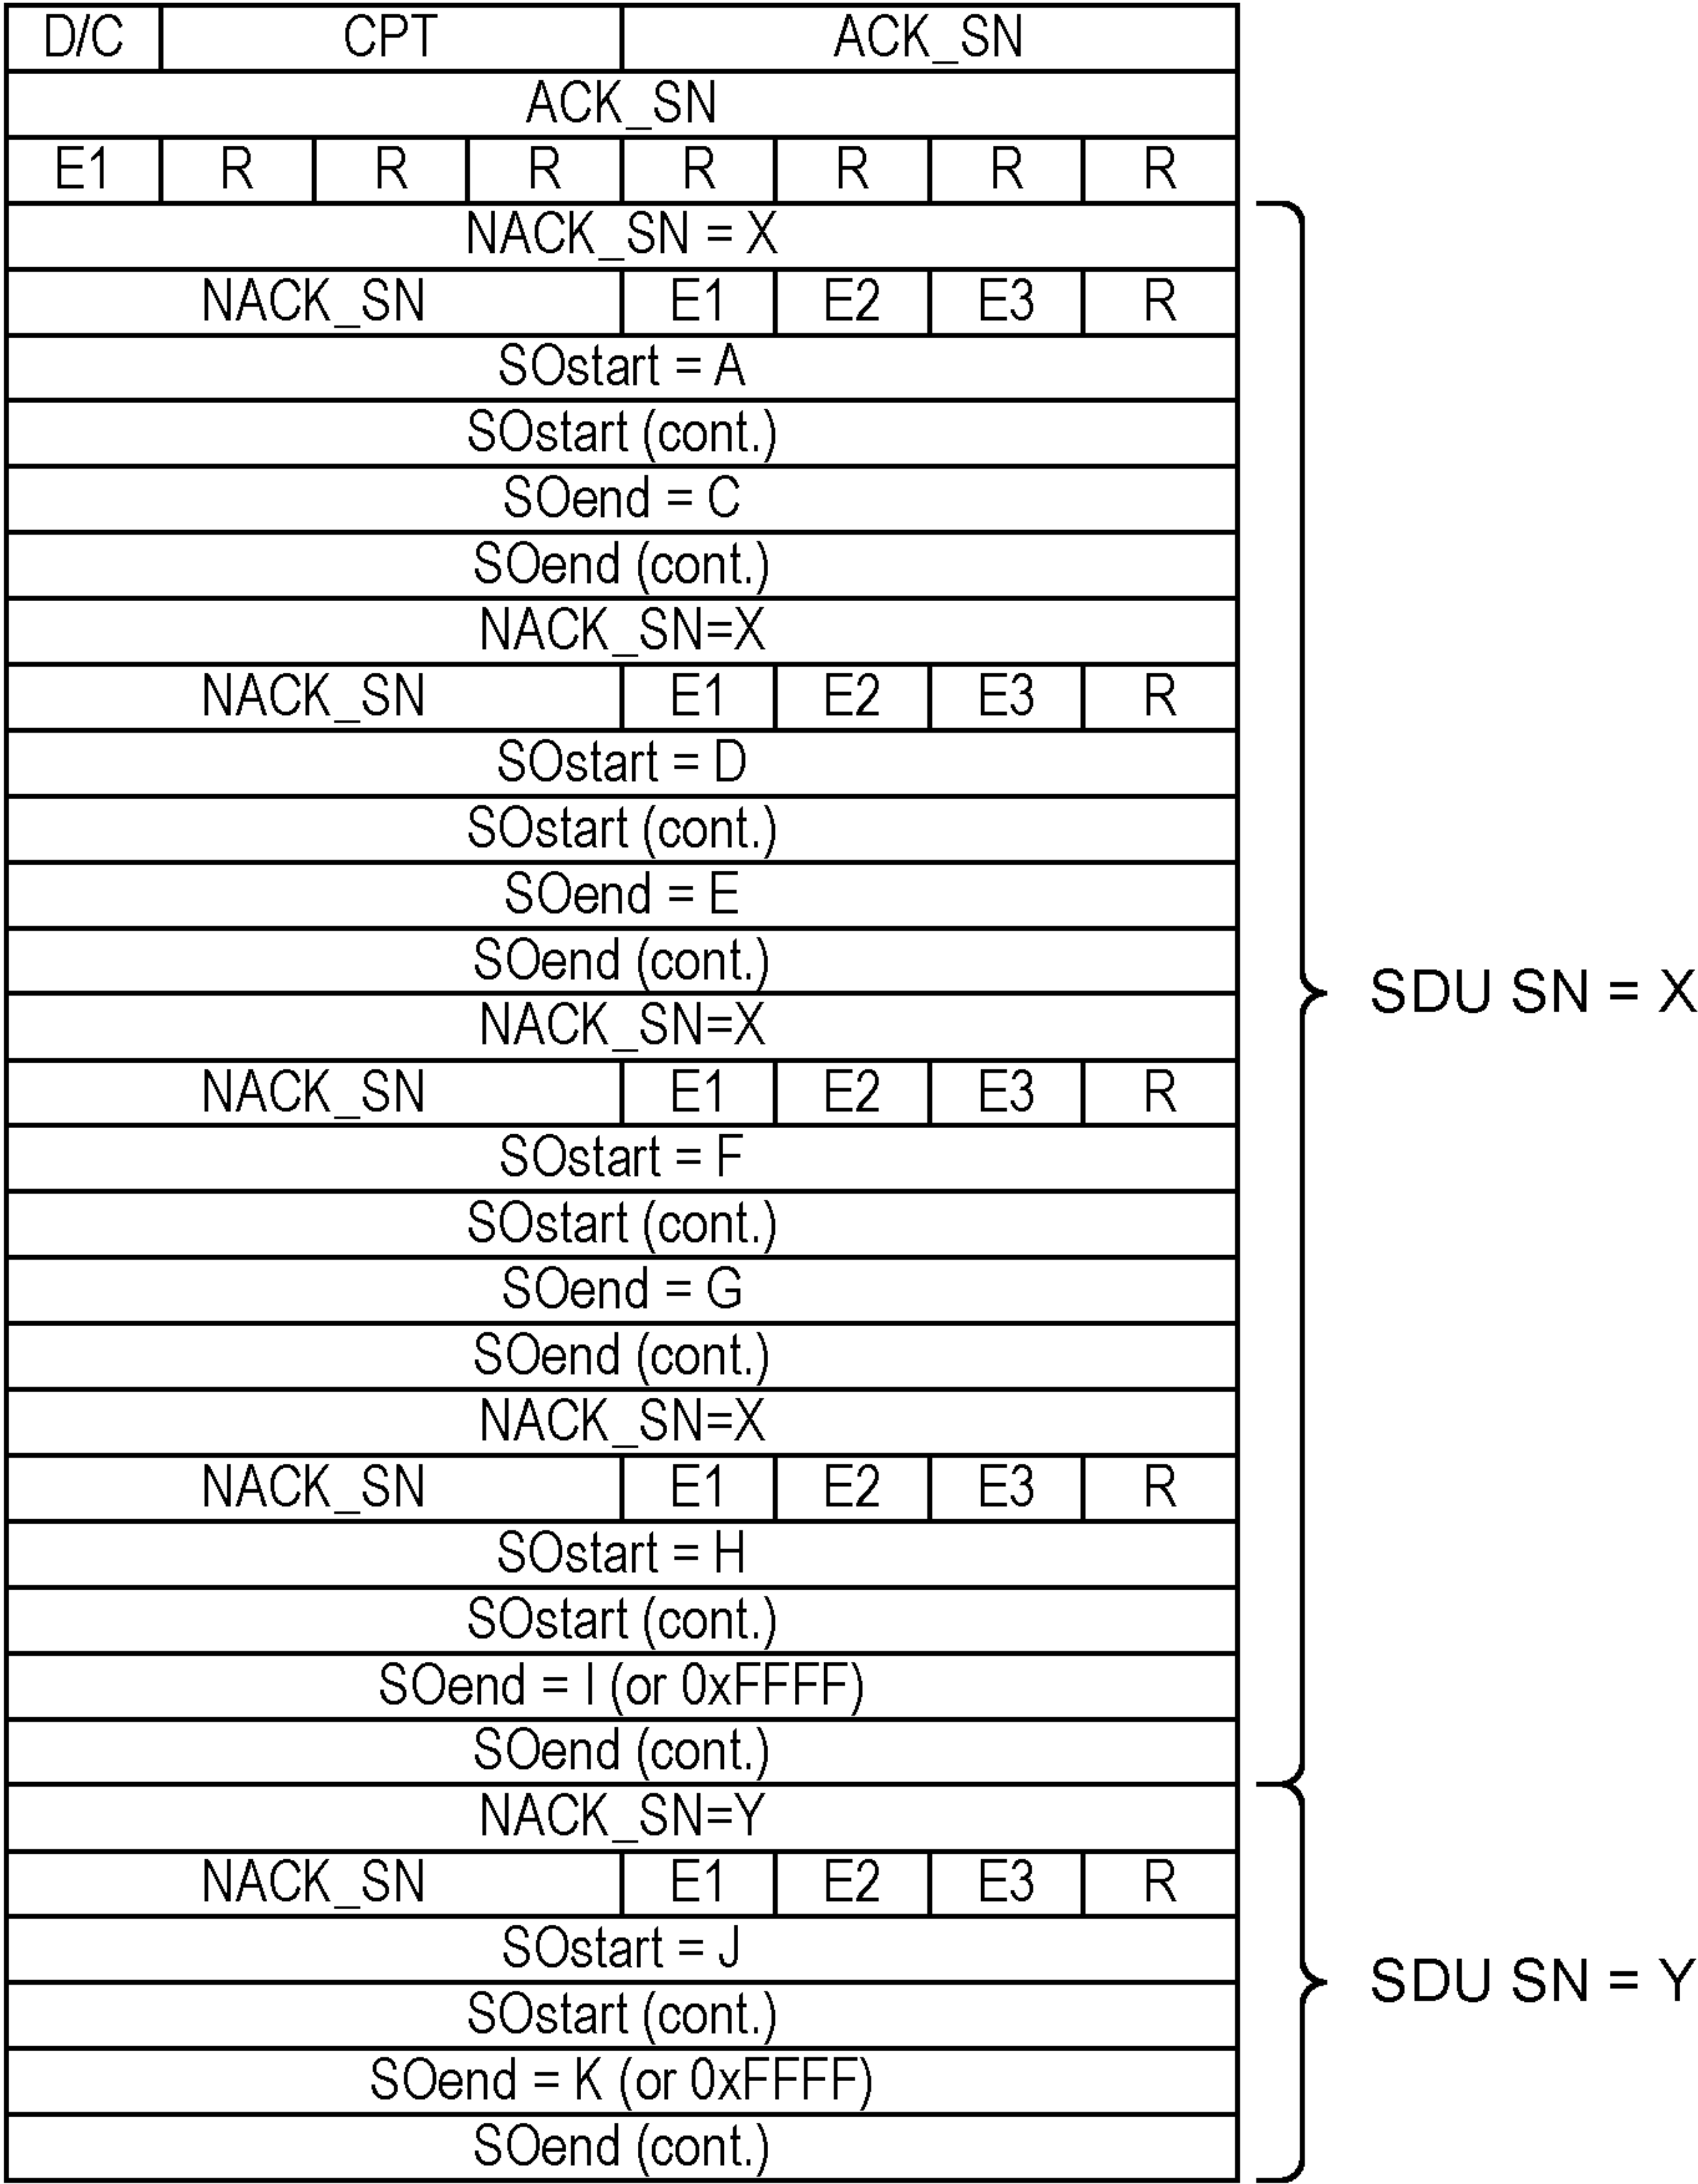 D/C CPT ACK_SN
ACK_SN
E1 R R R R R R R
NACK_SN = X
NACK_SN E1 E2 E3 R
SOstart = A
SOstart (cont.)
SOend = C
SOend (cont.)
NACK_SN=X
NACK_SN E1 E2 E3 R
SOstart = D
SOstart (cont.)
SOend = E
SOend (cont.)
SDU SN = X
NACK_SN=X
NACK_SN E1 E2 E3 R
SOstart = F
SOstart (cont.)
SOend = G
SOend (cont.)
NACK_SN=X
NACK_SN E1 E2 E3 R
SOstart = H
SOstart (cont.)
SOend = I (or 0xFFFF)
SOend (cont.)
NACK_SN=Y
NACK_SN E1 E2 E3 R
SOstart = J
SDU SN = Y
SOstart (cont.)
SOend = K (or 0xFFFF)
SOend (cont.)